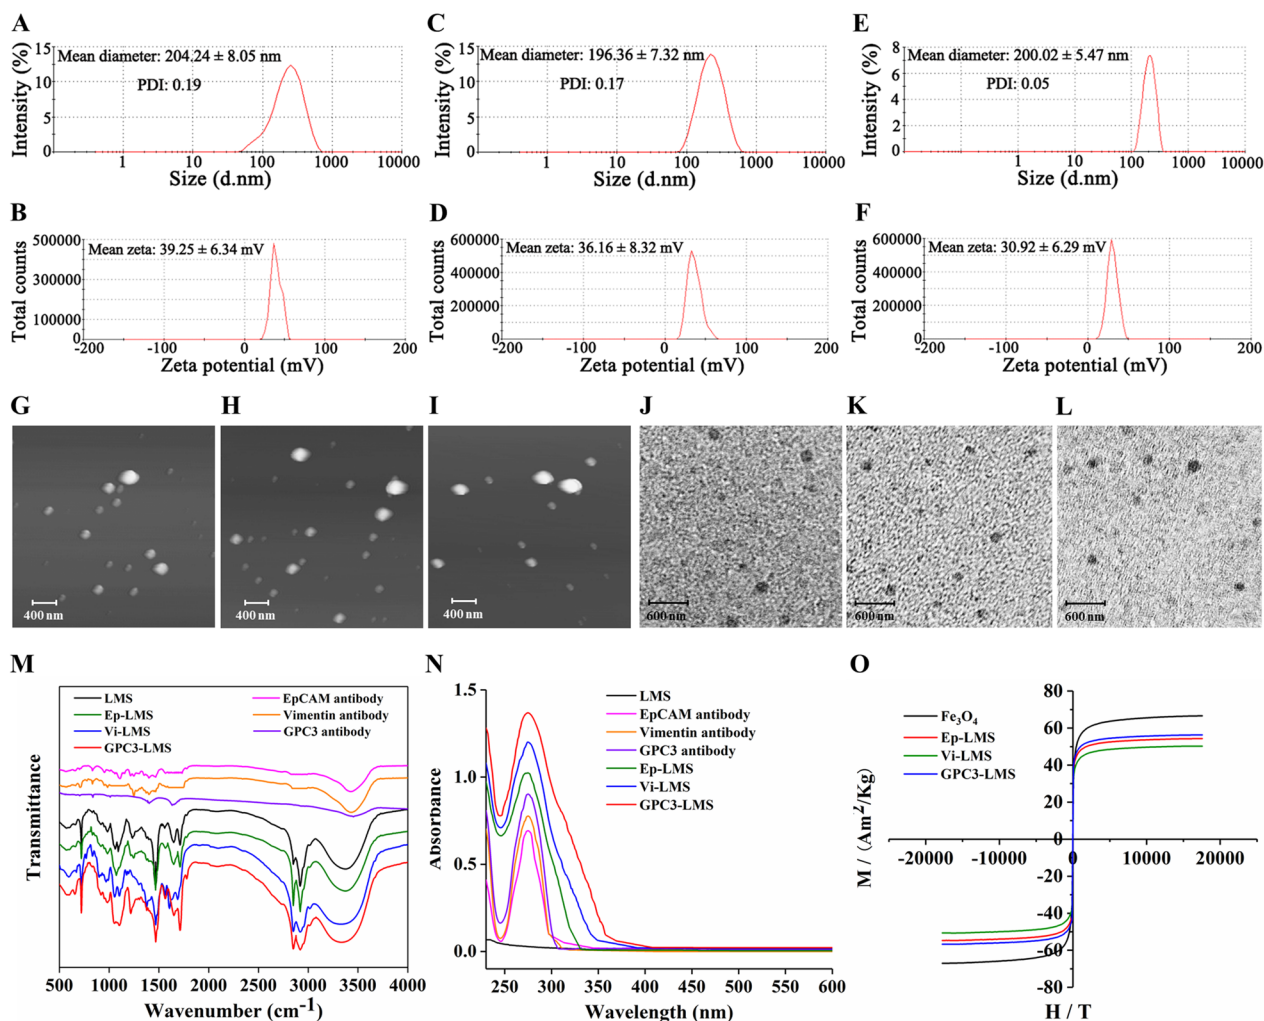 A
Mean diameter: 204.24 ± 8.05 nm
PDI: 0.19
Intensity (%)
15
10
5
0
1
10
100
1000
10000
Size (d.nm)
C
Mean diameter: 196.36 ± 7.32 nm
PDI: 0.17
Intensity (%)
15
10
5
0
1
10
100
1000
10000
Size (d.nm)
E
Mean diameter: 200.02 ± 5.47 nm
PDI: 0.05
Intensity (%)
8
6
4
2
0
1
10
100
1000
10000
Size (d.nm)
B
Mean zeta: 39.25 ± 6.34 mV
Total counts
500000
300000
100000
0
-200
-100
0
100
200
Zeta potential (mV)
D
Mean zeta: 36.16 ± 8.32 mV
Total counts
600000
400000
200000
0
-200
-100
0
100
200
Zeta potential (mV)
F
Mean zeta: 30.92 ± 6.29 mV
Total counts
600000
400000
200000
0
-200
-100
0
100
200
Zeta potential (mV)
G
400 nm
H
400 nm
I
400 nm
J
600 nm
K
600 nm
L
600 nm
M
LMS
Ep-LMS
Vi-LMS
GPC3-LMS
EpCAM antibody
Vimentin antibody
GPC3 antibody
Transmittance
500
1000
1500
2000
2500
3000
3500
4000
Wavenumber (cm⁻¹)
N
LMS
EpCAM antibody
Vimentin antibody
GPC3 antibody
Ep-LMS
Vi-LMS
GPC3-LMS
Absorbance
1.5
1.0
0.5
0.0
250
300
350
400
450
500
550
600
Wavelength (nm)
O
Fe₃O₄
Ep-LMS
Vi-LMS
GPC3-LMS
M / (Am⁻²/Kg)
80
60
40
20
0
-20
-40
-60
-80
-20000
-10000
0
10000
20000
H / T